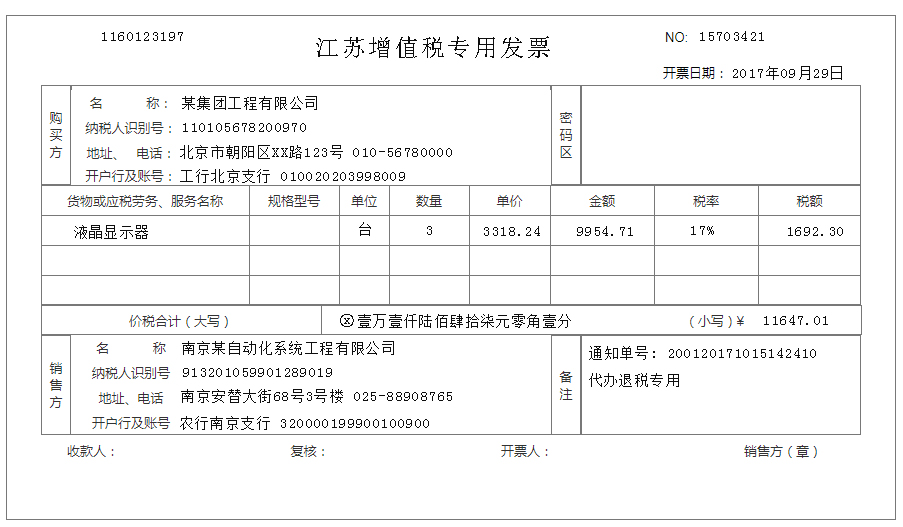 1160123197 江苏增值税专用发票 NO: 15703421
开票日期： 2017年09月29日
购买方
名 称： 某集团工程有限公司
纳税人识别号： 110105678200970
地址、 电话： 北京市朝阳区XX路123号 010-56780000
开户行及账号： 工行北京支行 010020203998009
密码区
货物或应税劳务、服务名称 规格型号 单位 数量 单价 金额 税率 税额
液晶显示器 台 3 3318.24 9954.71 17% 1692.30
价税合计（大写） ⓧ壹万壹仟陆佰肆拾柒元零角壹分 （小写）¥ 11647.01
销售方
名 称 南京某自动化系统工程有限公司
纳税人识别号 913201059901289019
地址、电话 南京安替大街68号3号楼 025-88908765
开户行及账号 农行南京支行 320000199900100900
备注
通知单号: 200120171015142410
代办退税专用
收款人： 复核： 开票人： 销售方（章）